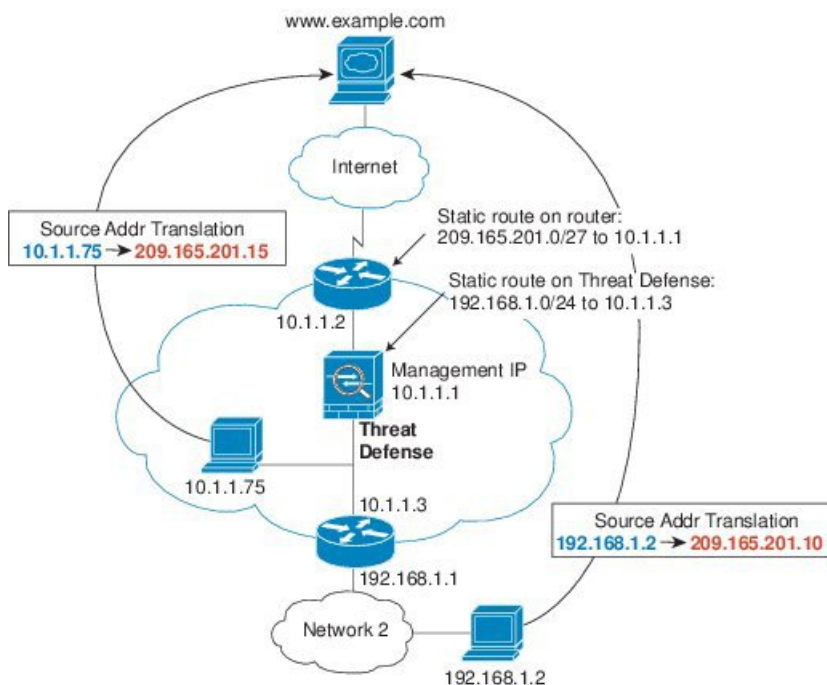 www.example.com
Internet
Source Addr Translation
10.1.1.75 → 209.165.201.15
Static route on router:
209.165.201.0/27 to 10.1.1.1
Static route on Threat Defense:
192.168.1.0/24 to 10.1.1.3
10.1.1.2
Management IP
10.1.1.1
Threat
Defense
10.1.1.75
10.1.1.3
Source Addr Translation
192.168.1.2 → 209.165.201.10
192.168.1.1
Network 2
192.168.1.2